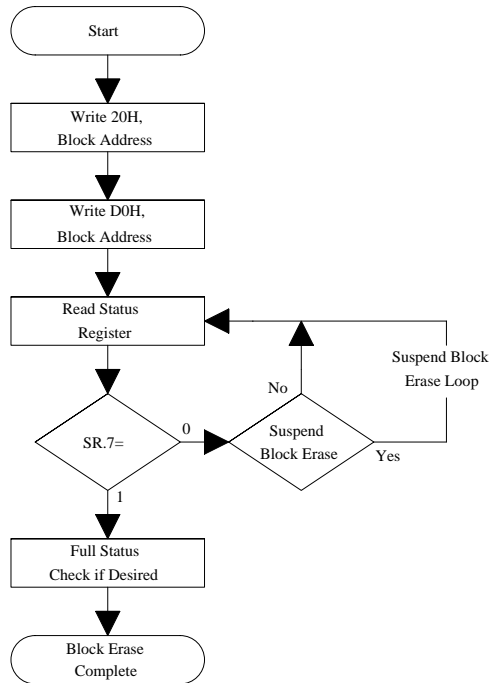 Start
Write 20H,
Block Address
Write D0H,
Block Address
Read Status
Register
Suspend Block
Erase Loop
No
SR.7=
0
Suspend
Block Erase
Yes
1
Full Status
Check if Desired
Block Erase
Complete